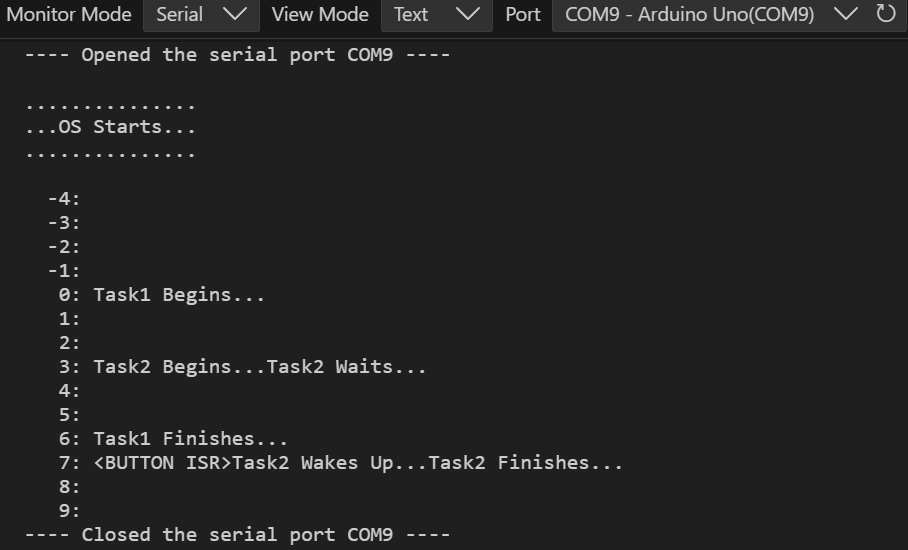 Monitor Mode Serial View Mode Text Port COM9 - Arduino Uno(COM9)
---- Opened the serial port COM9 ----
...............
...OS Starts...
...............
-4:
-3:
-2:
-1:
0: Task1 Begins...
1:
2:
3: Task2 Begins...Task2 Waits...
4:
5:
6: Task1 Finishes...
7: <BUTTON ISR>Task2 Wakes Up...Task2 Finishes...
8:
9:
---- Closed the serial port COM9 ----